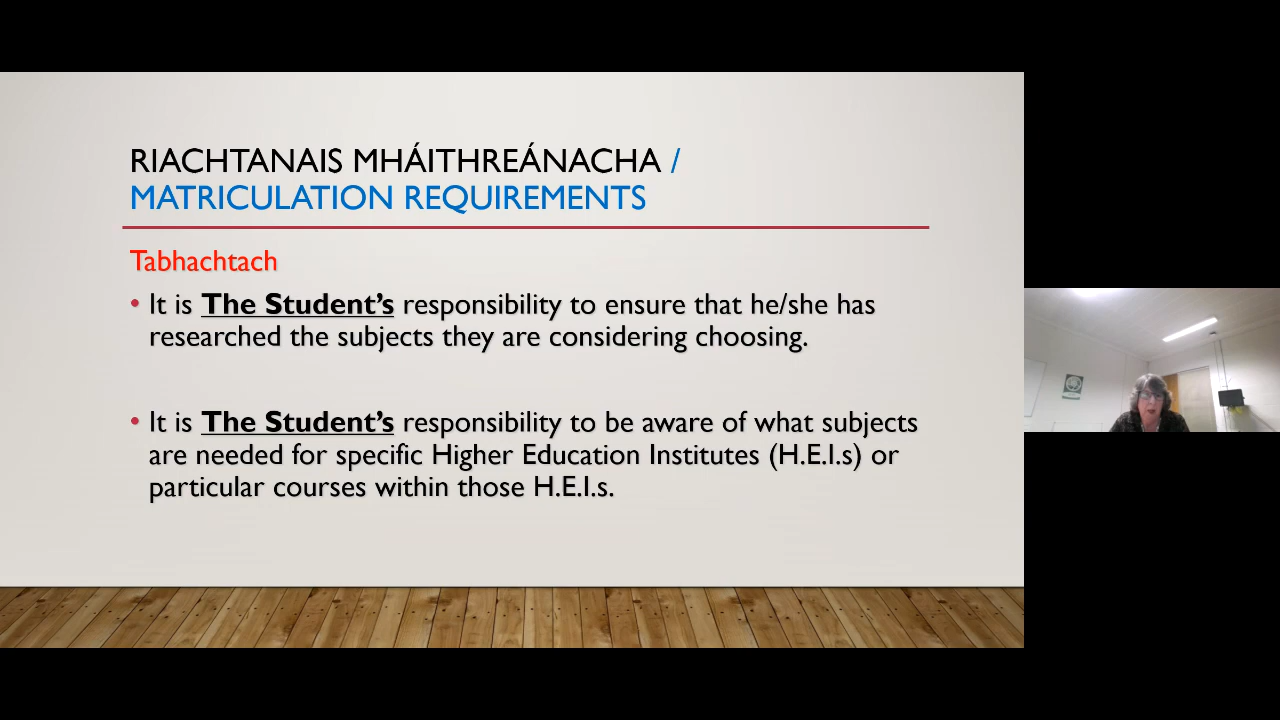 RIACHTANAIS MHÁITHREÁNACHA /
MATRICULATION REQUIREMENTS
Tabhachtach
• It is The Student's responsibility to ensure that he/she has
researched the subjects they are considering choosing.
• It is The Student's responsibility to be aware of what subjects
are needed for specific Higher Education Institutes (H.E.I.s) or
particular courses within those H.E.I.s.